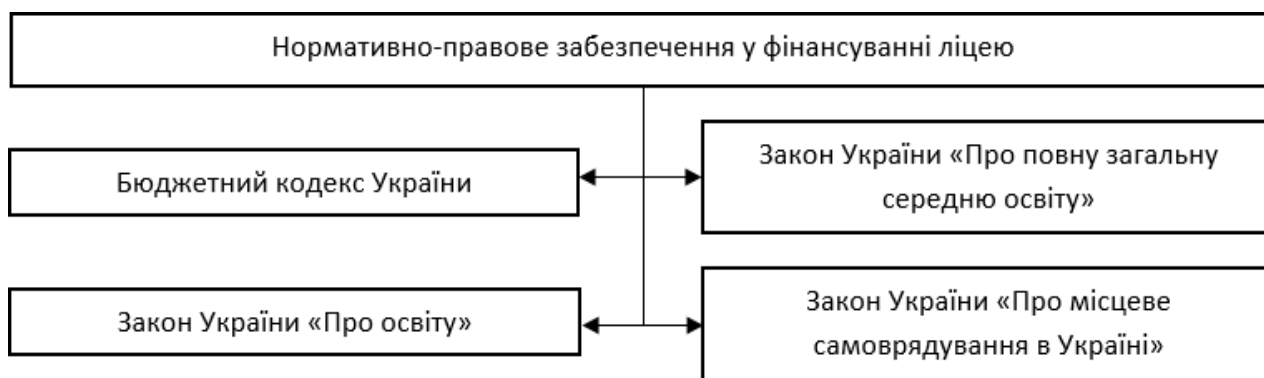 Нормативно-правове забезпечення у фінансуванні ліцею
Бюджетний кодекс України
Закон України «Про повну загальну
середню освіту»
Закон України «Про освіту»
Закон України «Про місцеве
самоврядування в Україні»